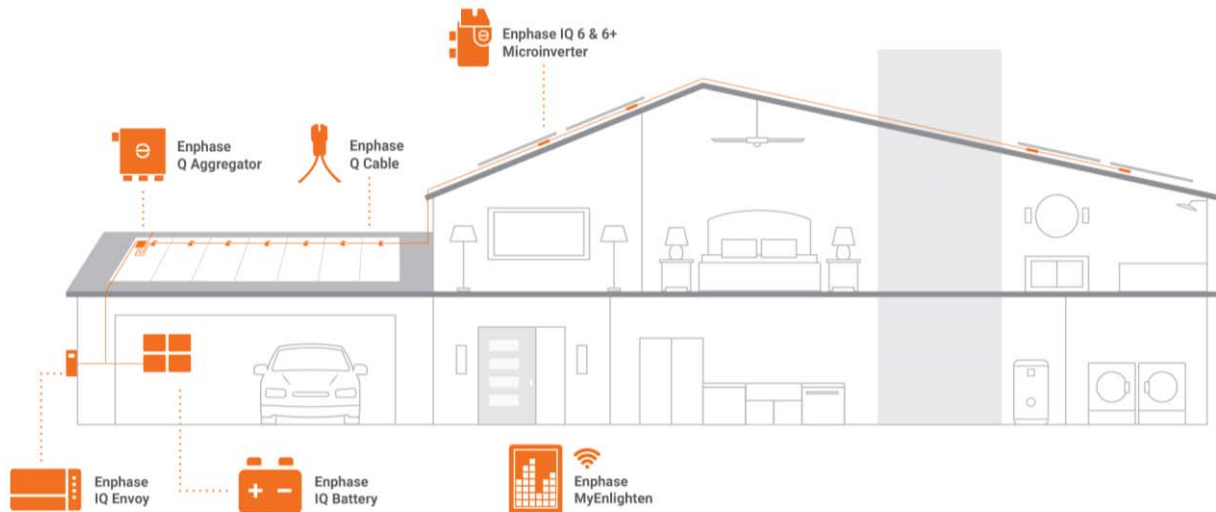 Enphase IQ 6 & 6+
Microinverter
Enphase
Q Aggregator
Enphase
Q Cable
Enphase
IQ Envoy
Enphase
IQ Battery
Enphase
MyEnlighten